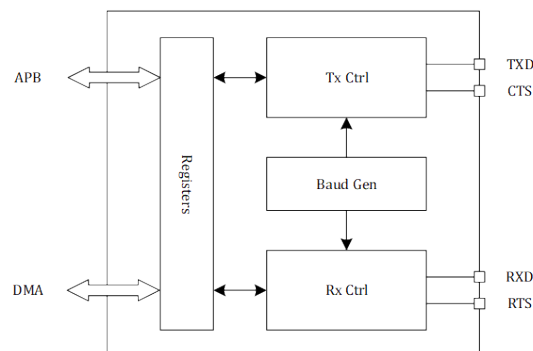 APB
Tx Ctrl
TXD
CTS
Registers
Baud Gen
DMA
Rx Ctrl
RXD
RTS